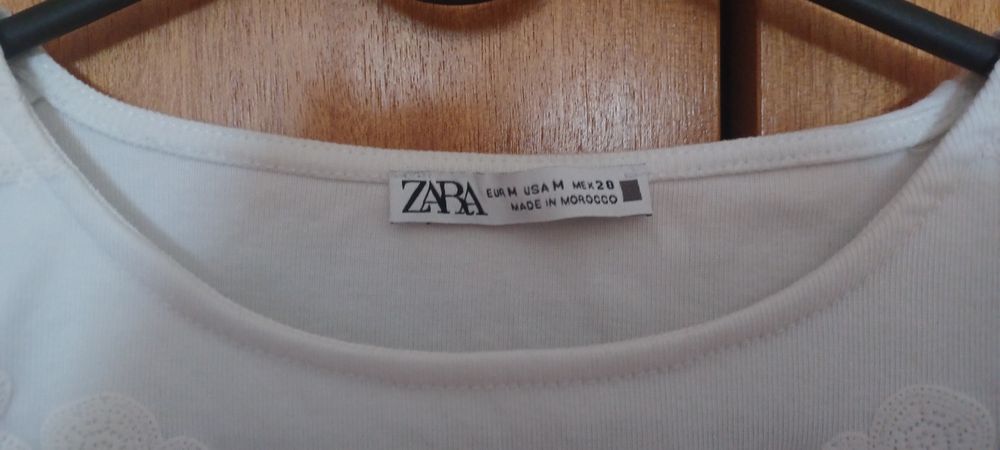 ZARA
EUR M USA M MEX 28
MADE IN MOROCCO